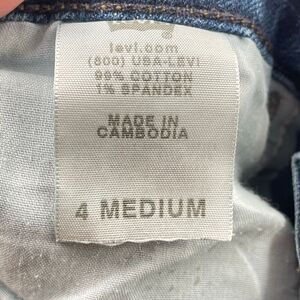 levi.com
(800) USA-LEVI
99% COTTON
1% SPANDEX
MADE IN
CAMBODIA
4 MEDIUM